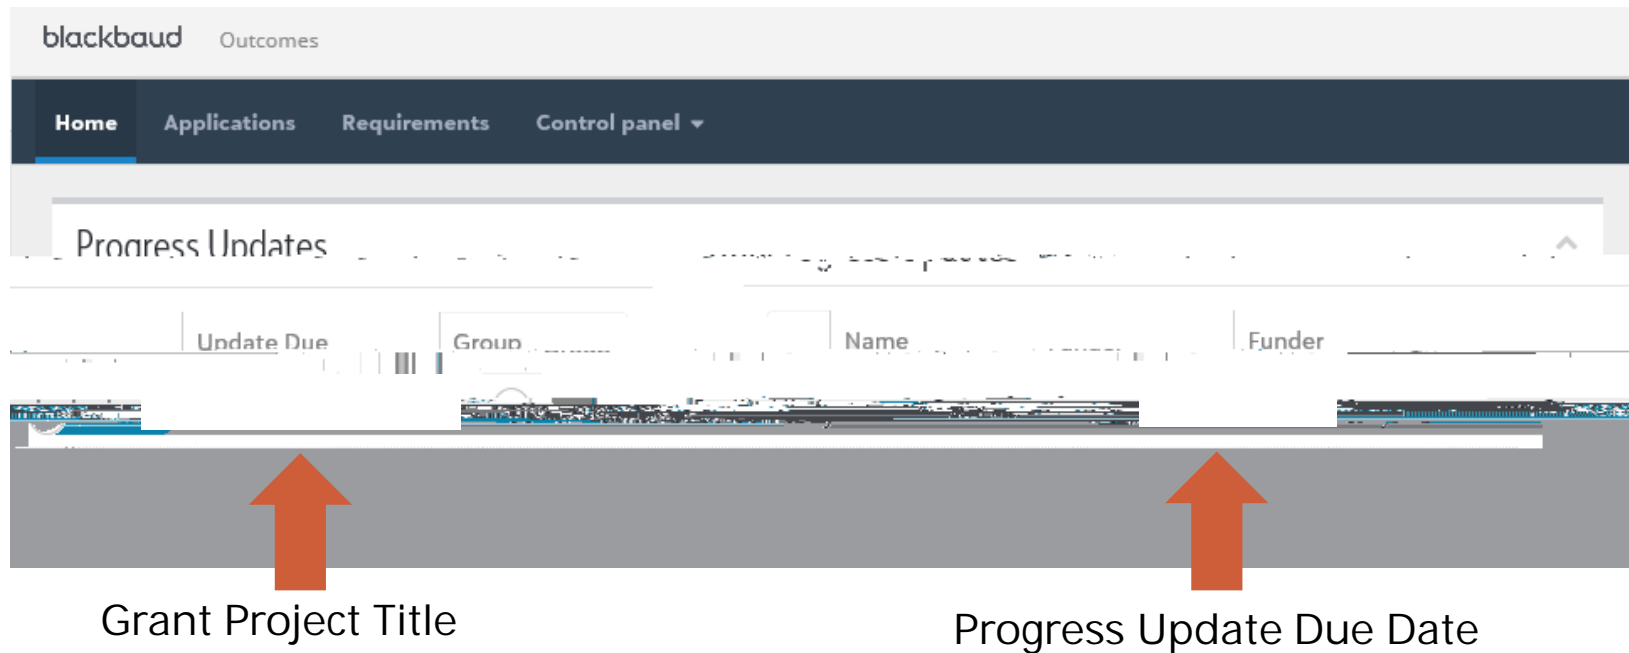 blackbaud Outcomes
Home Applications Requirements Control panel
Progress Updates
Update Due Group Name Funder
Grant Project Title
Progress Update Due Date